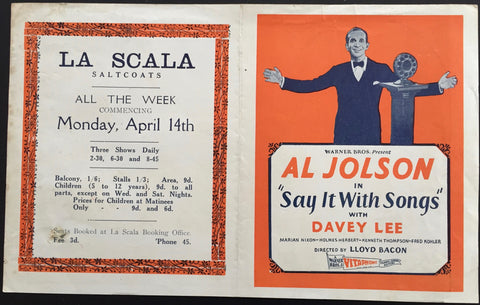 LA SCALA
SALTCOATS
ALL THE WEEK
COMMENCING
Monday, April 14th
Three Shows Daily
2-30, 6-30 and 8-45
Balcony, 1/6; Stalls 1/3; Area, 9d.
Children (5 to 12 years), 9d. to all
parts, except on Wed. and Sat. Nights.
Prices for Children at Matinees
Only - - 9d. and 6d.
Seats Booked at La Scala Booking Office.
Fee 3d. 'Phone 45.
WARNER BROS. Present
AL JOLSON
IN
"Say It With Songs"
WITH
DAVEY LEE
MARIAN NIXON-HOLMES HERBERT-KENNETH THOMPSON-FRED KOHLER
DIRECTED BY LLOYD BACON
WARNER BROS.
VITAPHONE